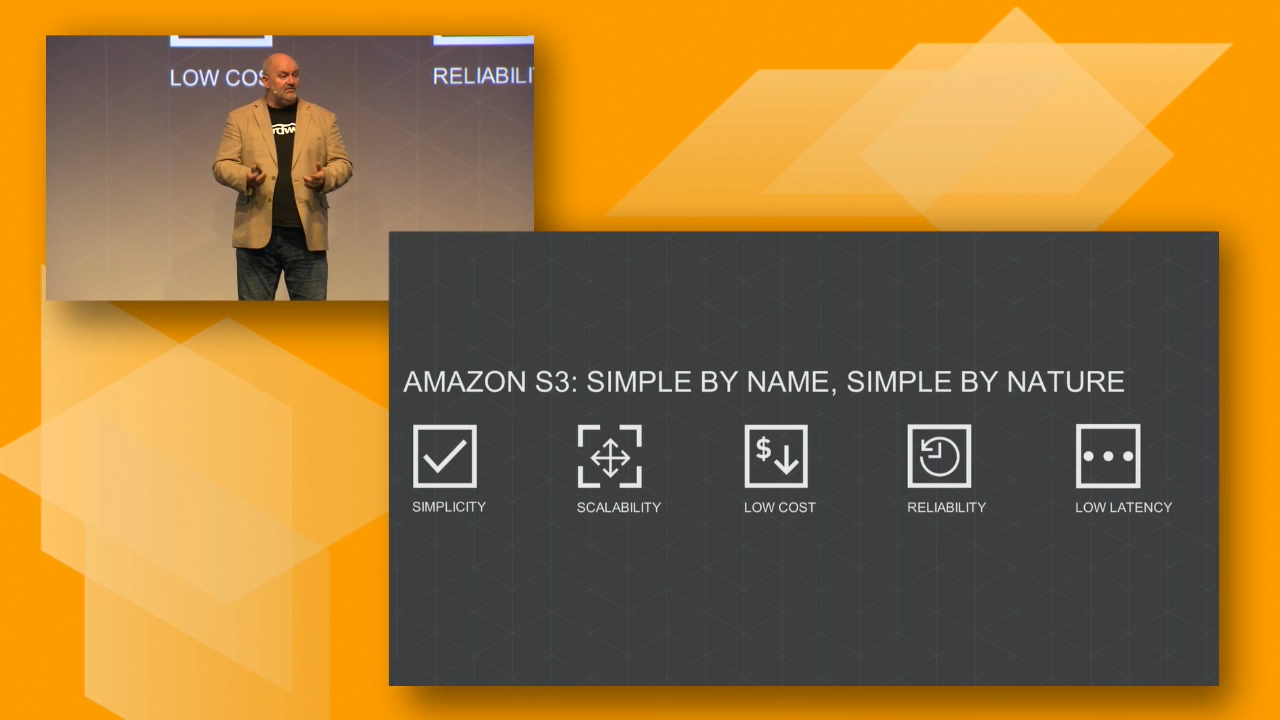 LOW COS
RELIABILI
AMAZON S3: SIMPLE BY NAME, SIMPLE BY NATURE
SIMPLICITY
SCALABILITY
LOW COST
RELIABILITY
LOW LATENCY